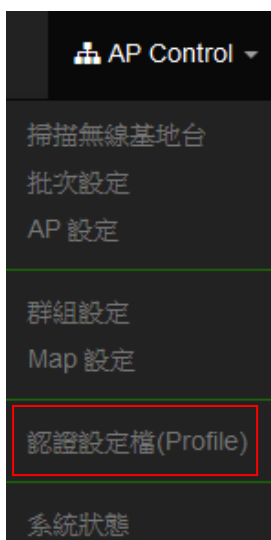 AP Control
掃描無線基地台
批次設定
AP 設定
群組設定
Map 設定
認證設定檔(Profile)
系統狀態